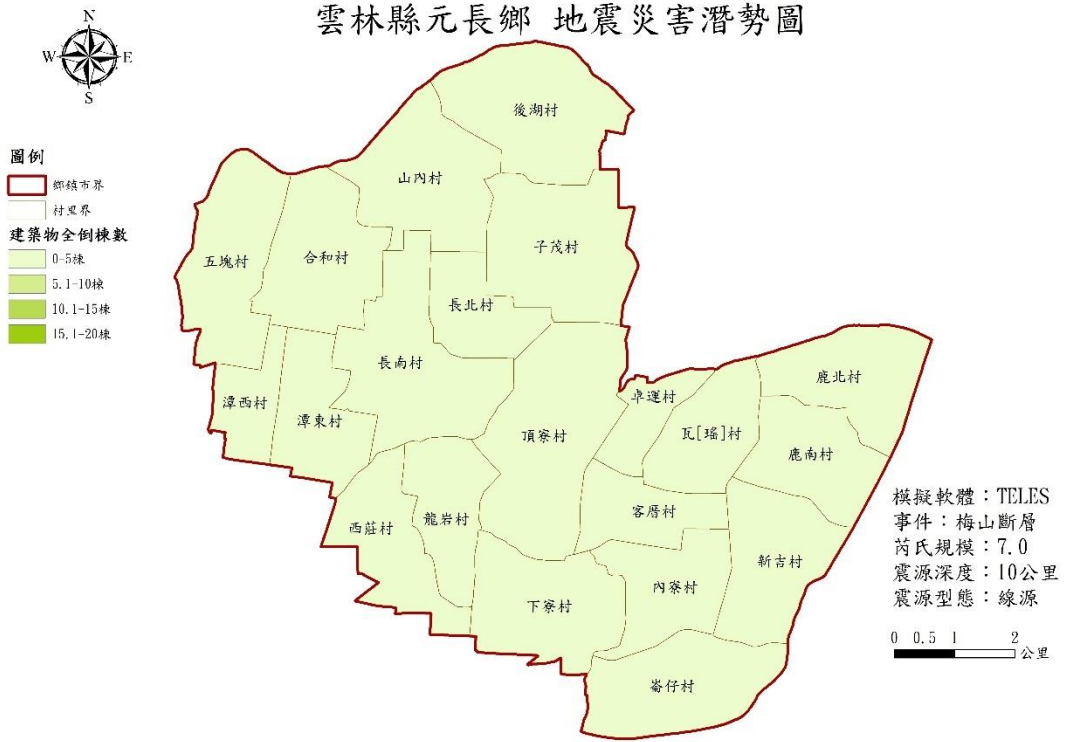 雲林縣元長鄉 地震災害潛勢圖
N
W
E
S
圖例
鄉鎮市界
村里界
建築物全倒棟數
0-5棟
5.1-10棟
10.1-15棟
15.1-20棟
後湖村
山內村
子茂村
五塊村
合和村
長北村
長南村
鹿北村
卓運村
潭西村
潭東村
頂寮村
瓦[瑶]村
鹿南村
客厝村
龍岩村
西莊村
新吉村
內寮村
下寮村
崙仔村
模擬軟體：TELES
事件：梅山斷層
芮氏規模：7.0
震源深度：10公里
震源型態：線源
0 0.5 1 2
公里